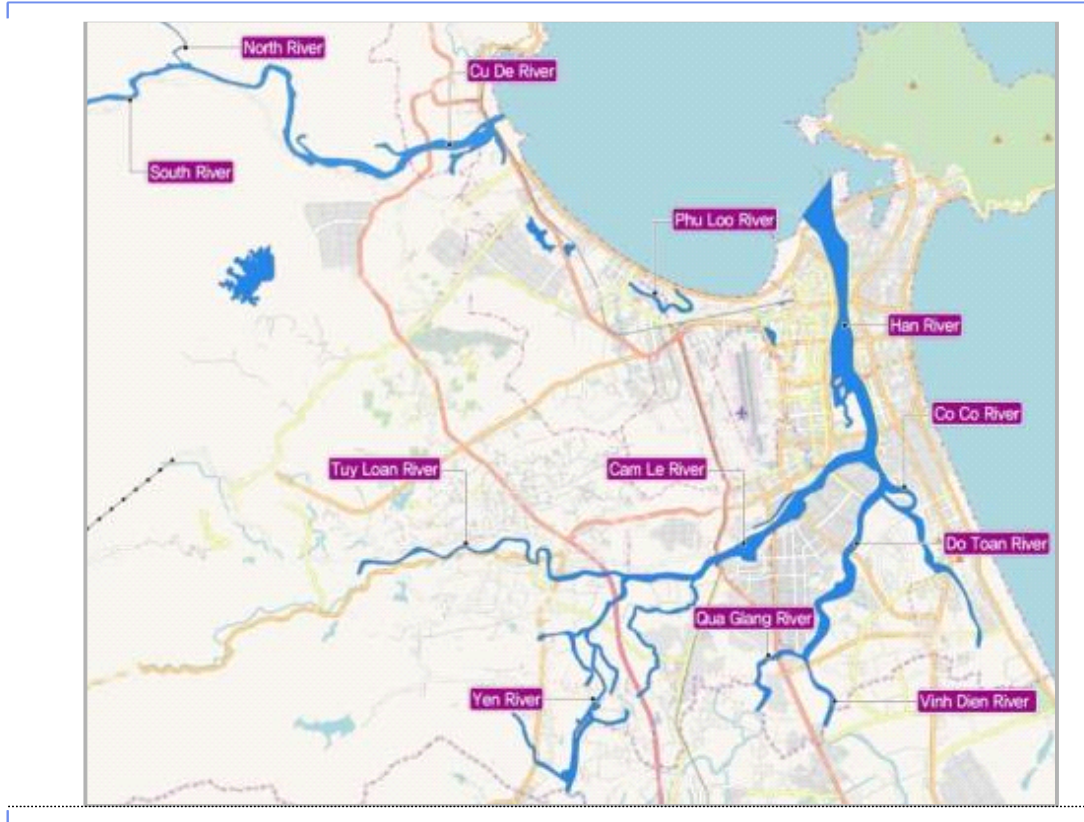 North River
Cu De River
South River
Phu Loo River
Han River
Co Co River
Tuy Loan River
Cam Le River
Do Toan River
Qua Giang River
Yen River
Vinh Dien River